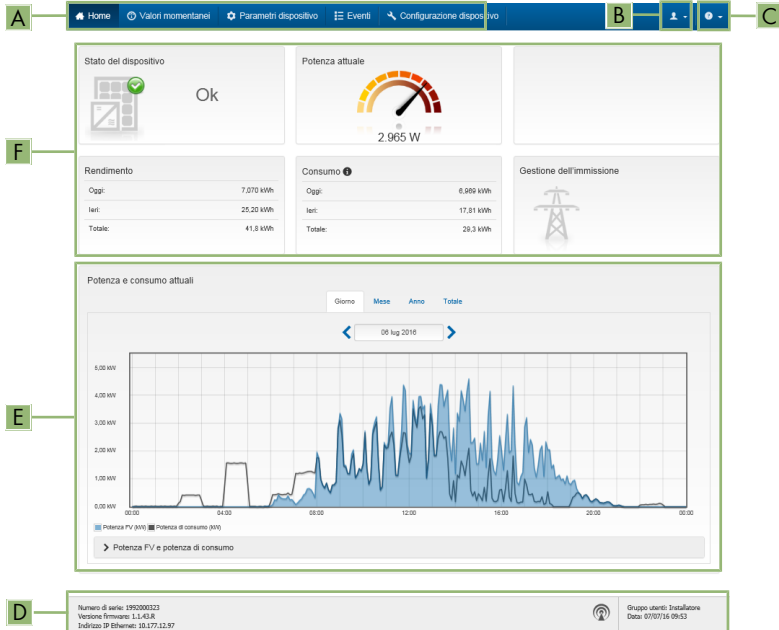 A
Home Valori momentanei Parametri dispositivo Eventi Configurazione dispositivo
B
C
F
Stato del dispositivo
Ok
Potenza attuale
2.965 W
Rendimento
Oggi: 7,070 kWh
Ieri: 25,20 kWh
Totale: 41,8 kWh
Consumo
Oggi: 6,969 kWh
Ieri: 17,81 kWh
Totale: 29,3 kWh
Gestione dell'immissione
E
Potenza e consumo attuali
Giorno Mese Anno Totale
06 lug 2016
5,00 kW
4,00 kW
3,00 kW
2,00 kW
1,00 kW
0,00 kW
00:00 04:00 08:00 12:00 16:00 20:00 00:00
Potenza FV (kW) Potenza di consumo (kW)
Potenza FV e potenza di consumo
D
Numero di serie: 1992000323
Versione firmware: 1.1.43.R
Indirizzo IP Ethernet: 10.177.12.97
Gruppo utenti: Installatore
Data: 07/07/16 09:53